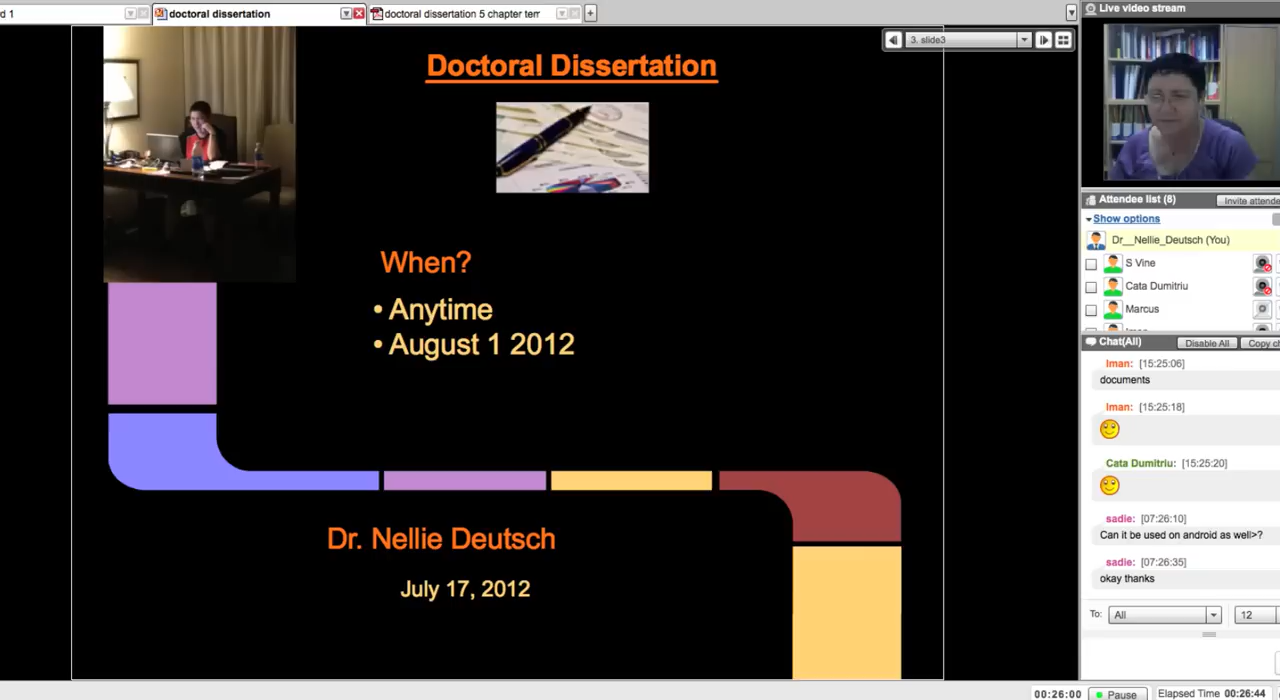 d 1
doctoral dissertation
doctoral dissertation 5 chapter tem
Live video stream
3. slide3
Doctoral Dissertation
When?
• Anytime
• August 1 2012
Dr. Nellie Deutsch
July 17, 2012
Attendee list (8)
Invite attende
Show options
Dr__Nellie_Deutsch (You)
S Vine
Cata Dumitriu
Marcus
Chat(All)
Disable All
Copy ch
Iman: [15:25:06]
documents
Iman: [15:25:18]
Cata Dumitriu: [15:25:20]
sadie: [07:26:10]
Can it be used on android as well>?
sadie: [07:26:35]
okay thanks
To:
All
12
00:26:00
Pause
Elapsed Time 00:26:44